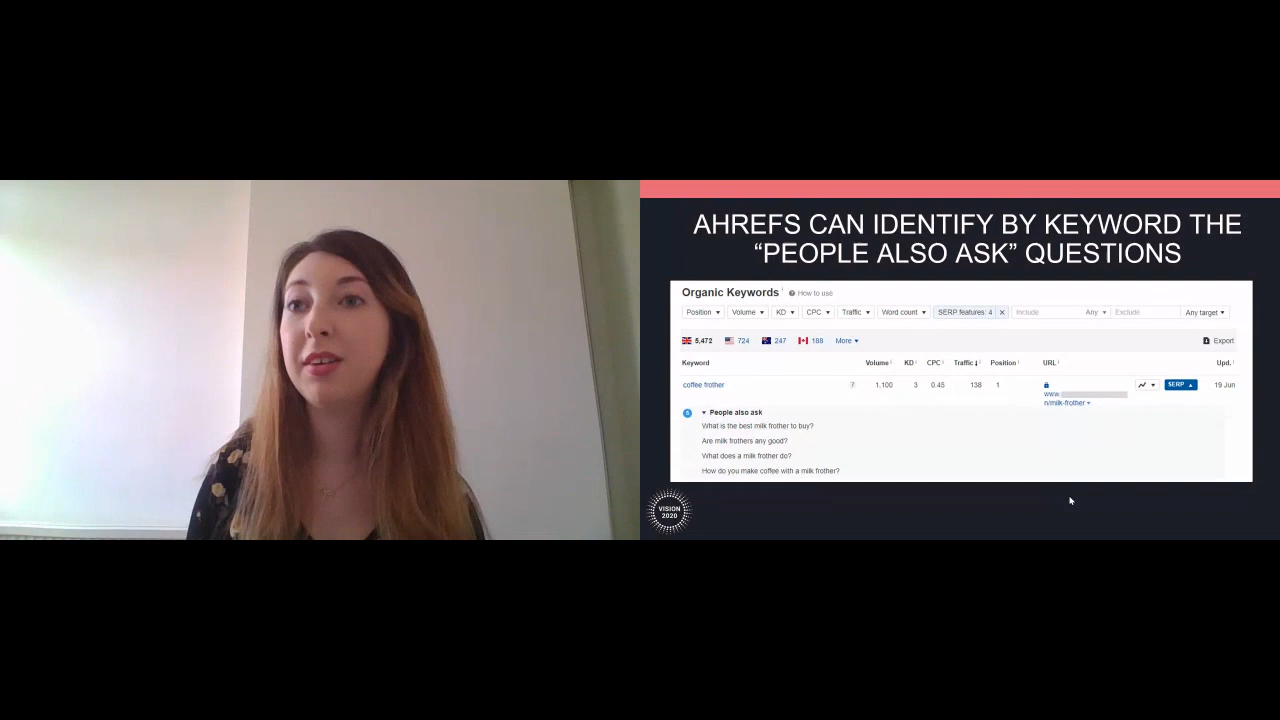 AHREFS CAN IDENTIFY BY KEYWORD THE
“PEOPLE ALSO ASK” QUESTIONS
Organic Keywords How to use
Position Volume KD CPC Traffic Word count SERP features: 4 Include Any Exclude Any target
5,472 724 247 188 More Export
Keyword Volume KD CPC Traffic Position URL Upd.
coffee frother 1,100 3 0.45 138 1 SERP 19 Jun
www.
n/milk-frother
People also ask
What is the best milk frother to buy?
Are milk frothers any good?
What does a milk frother do?
How do you make coffee with a milk frother?
VISION
2020